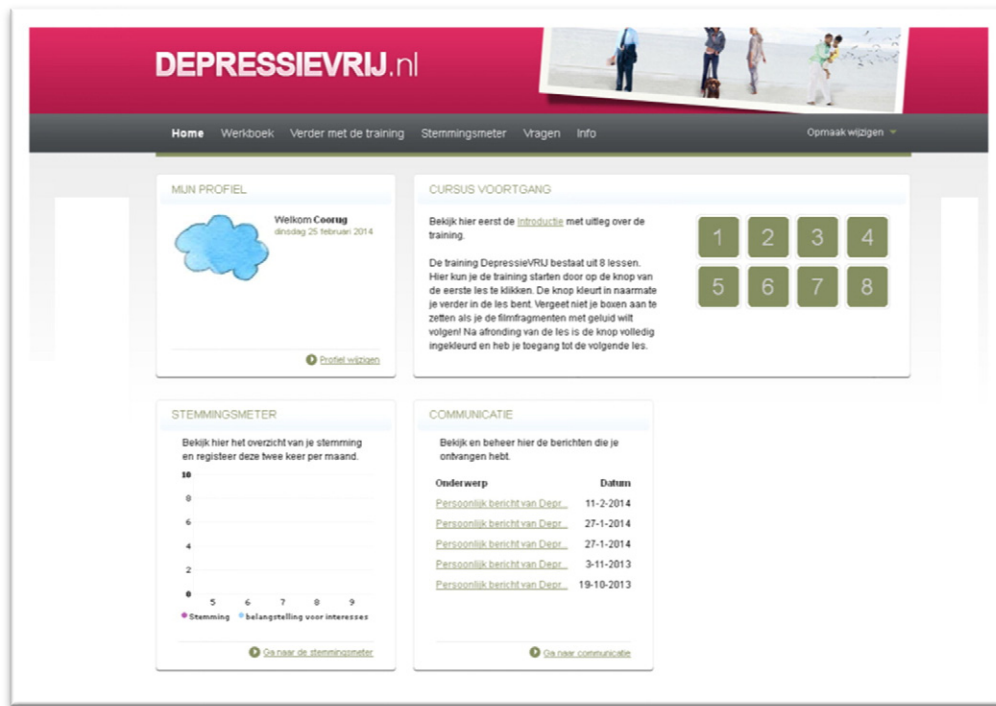 DEPRESSIEVRIJ.nl
Home Werkboek Verder met de training Stemmingsmeter Vragen Info Opmaak wijzigen
MIJN PROFIEL
Welkom Coorug
dinsdag 25 februari 2014
Profiel wijzigen
CURSUS VOORTGANG
Bekijk hier eerst de Introductie met uitleg over de
training.
De training DepressieVRIJ bestaat uit 8 lessen.
Hier kun je de training starten door op de knop van
de eerste les te klikken. De knop kleurt in naarmate
je verder in de les bent. Vergeet niet je boxen aan te
zetten als je de filmfragmenten met geluid wilt
volgen! Na afronding van de les is de knop volledig
ingekleurd en heb je toegang tot de volgende les.
1 2 3 4
5 6 7 8
STEMMINGSMETER
Bekijk hier het overzicht van je stemming
en registeer deze twee keer per maand.
10
8
6
4
2
0
5 6 7 8 9
Stemming belangstelling voor interesses
Ga naar de stemmingsmeter
COMMUNICATIE
Bekijk en beheer hier de berichten die je
ontvangen hebt.
Onderwerp Datum
Persoonlijk bericht van Depr... 11-2-2014
Persoonlijk bericht van Depr... 27-1-2014
Persoonlijk bericht van Depr... 27-1-2014
Persoonlijk bericht van Depr... 3-11-2013
Persoonlijk bericht van Depr... 19-10-2013
Ga naar communicatie